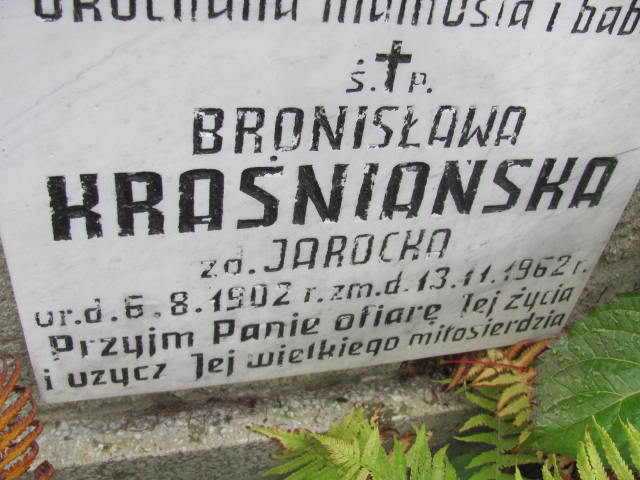 ukochana mamusia i bab
ś. † p.
BRONISŁAWA
KRAŚNIAŃSKA
zd. JAROCKA
ur.d. 6.8.1902 r. zm.d. 13.11.1962 r.
Przyjm Panie ofiarę Jej życia
i użycz Jej wielkiego miłosierdzia